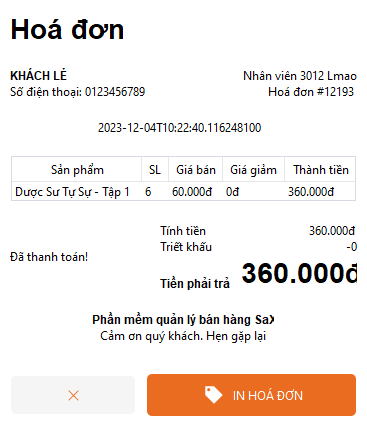 Hoá đơn
KHÁCH LẺ Nhân viên 3012 Lmao
Số điện thoại: 0123456789 Hoá đơn #12193
2023-12-04T10:22:40.116248100
Sản phẩm SL Giá bán Giá giảm Thành tiền
Dược Sư Tự Sự - Tập 1 6 60.000đ 0đ 360.000đ
Tính tiền 360.000đ
Triết khấu -0
Đã thanh toán!
Tiền phải trả 360.000đ
Phần mềm quản lý bán hàng SaX
Cảm ơn quý khách. Hẹn gặp lại
IN HOÁ ĐƠN